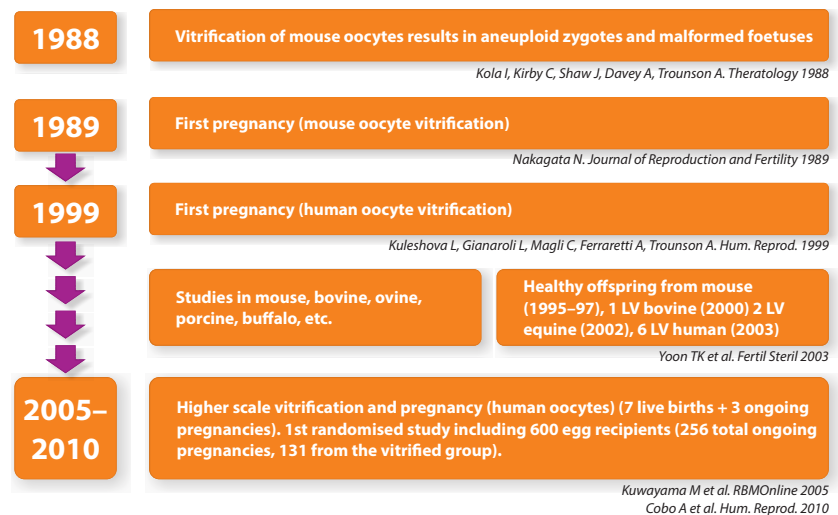 1988
Vitrification of mouse oocytes results in aneuploid zygotes and malformed foetuses
Kola I, Kirby C, Shaw J, Davey A, Trounson A. Theratology 1988
1989
First pregnancy (mouse oocyte vitrification)
Nakagata N. Journal of Reproduction and Fertility 1989
1999
First pregnancy (human oocyte vitrification)
Kuleshova L, Gianaroli L, Magli C, Ferraretti A, Trounson A. Hum. Reprod. 1999
Studies in mouse, bovine, ovine,
porcine, buffalo, etc.
Healthy offspring from mouse
(1995–97), 1 LV bovine (2000) 2 LV
equine (2002), 6 LV human (2003)
Yoon TK et al. Fertil Steril 2003
2005–
2010
Higher scale vitrification and pregnancy (human oocytes) (7 live births + 3 ongoing
pregnancies). 1st randomised study including 600 egg recipients (256 total ongoing
pregnancies, 131 from the vitrified group).
Kuwayama M et al. RBMOnline 2005
Cobo A et al. Hum. Reprod. 2010